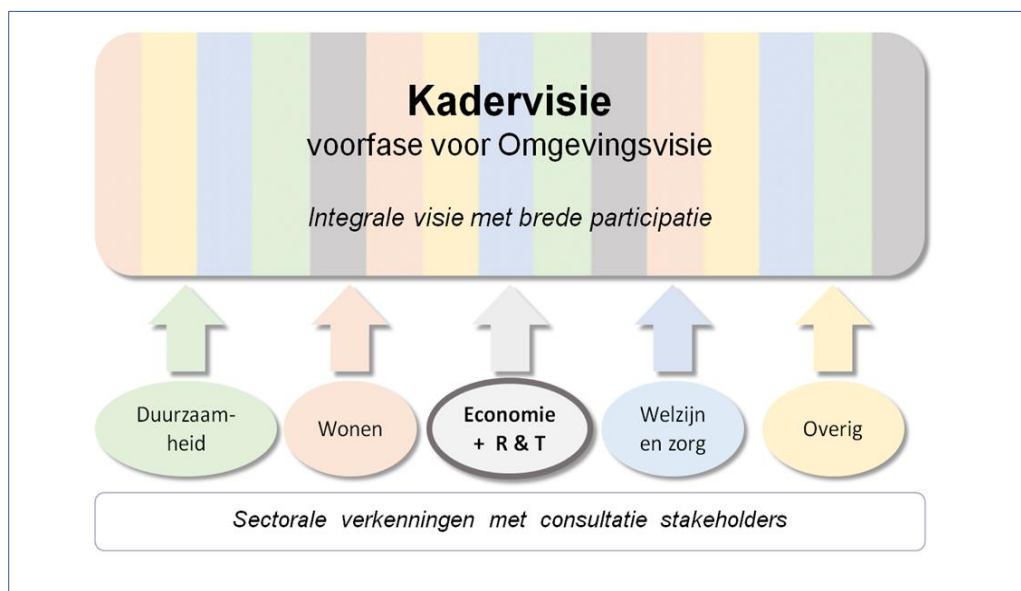 Kadervisie
voorfase voor Omgevingsvisie
Integrale visie met brede participatie
Duurzaam-
heid
Wonen
Economie
+ R & T
Welzijn
en zorg
Overig
Sectorale verkenningen met consultatie stakeholders